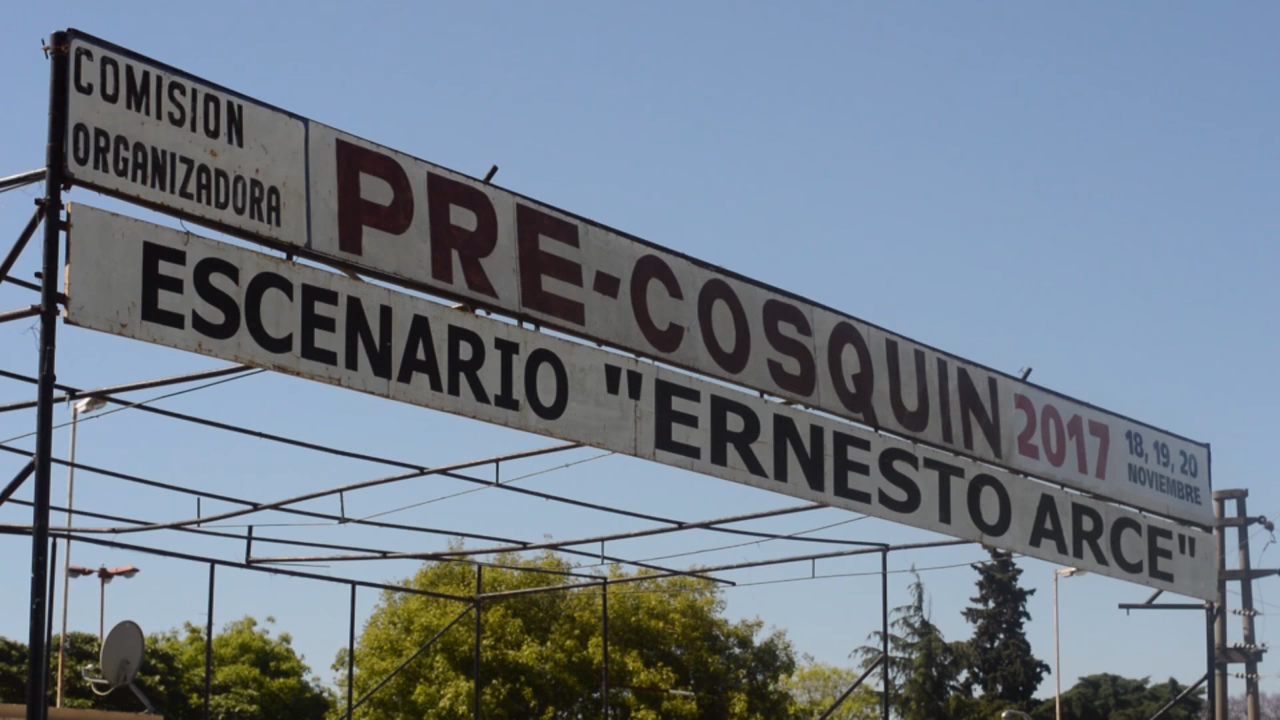 COMISION
ORGANIZADORA
PRE-COSQUIN 2017
18, 19, 20
NOVIEMBRE
ESCENARIO "ERNESTO ARCE"